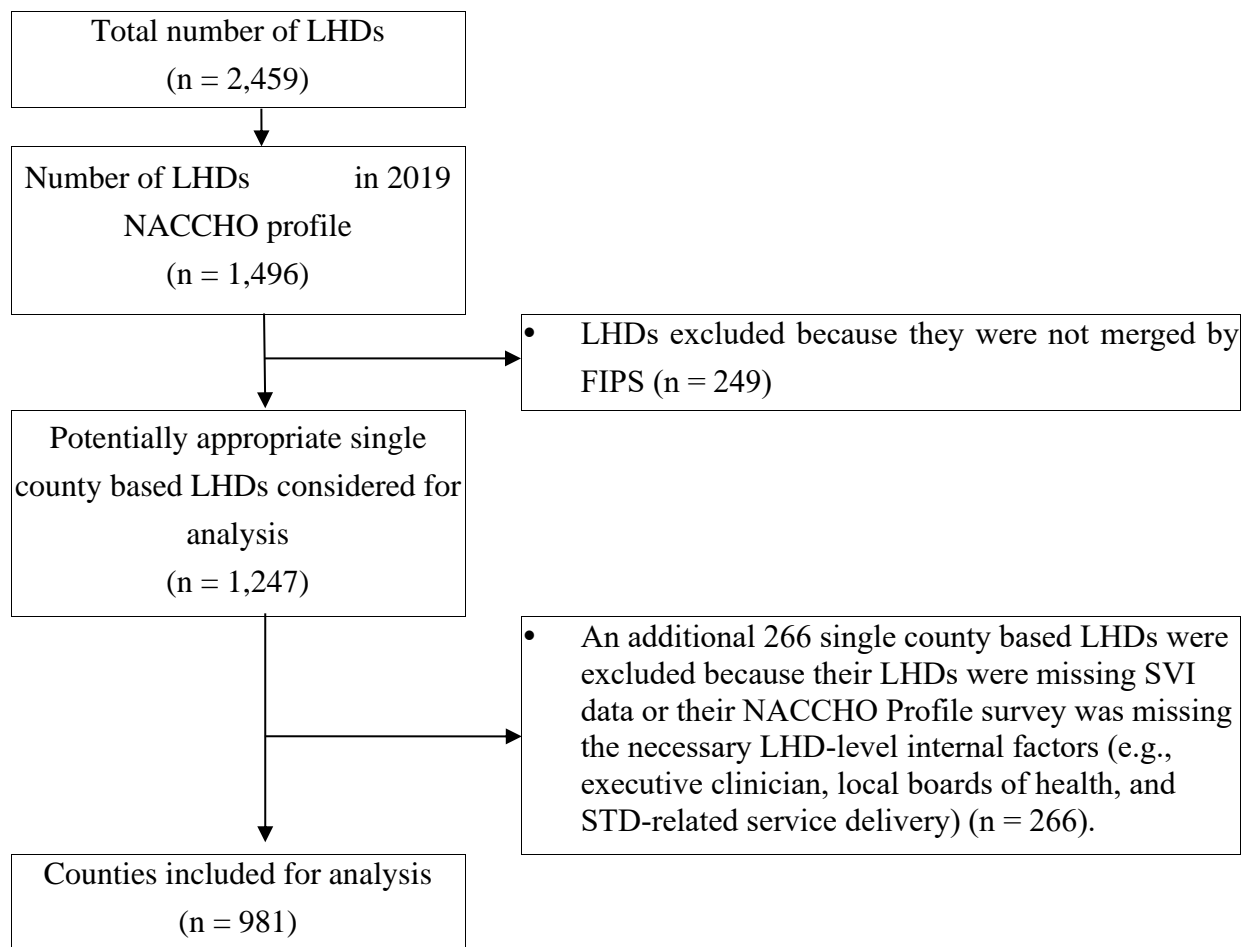 Total number of LHDs
(n = 2,459)
Number of LHDs in 2019
NACCHO profile
(n = 1,496)
• LHDs excluded because they were not merged by
FIPS (n = 249)
Potentially appropriate single
county based LHDs considered for
analysis
(n = 1,247)
• An additional 266 single county based LHDs were
excluded because their LHDs were missing SVI
data or their NACCHO Profile survey was missing
the necessary LHD-level internal factors (e.g.,
executive clinician, local boards of health, and
STD-related service delivery) (n = 266).
Counties included for analysis
(n = 981)